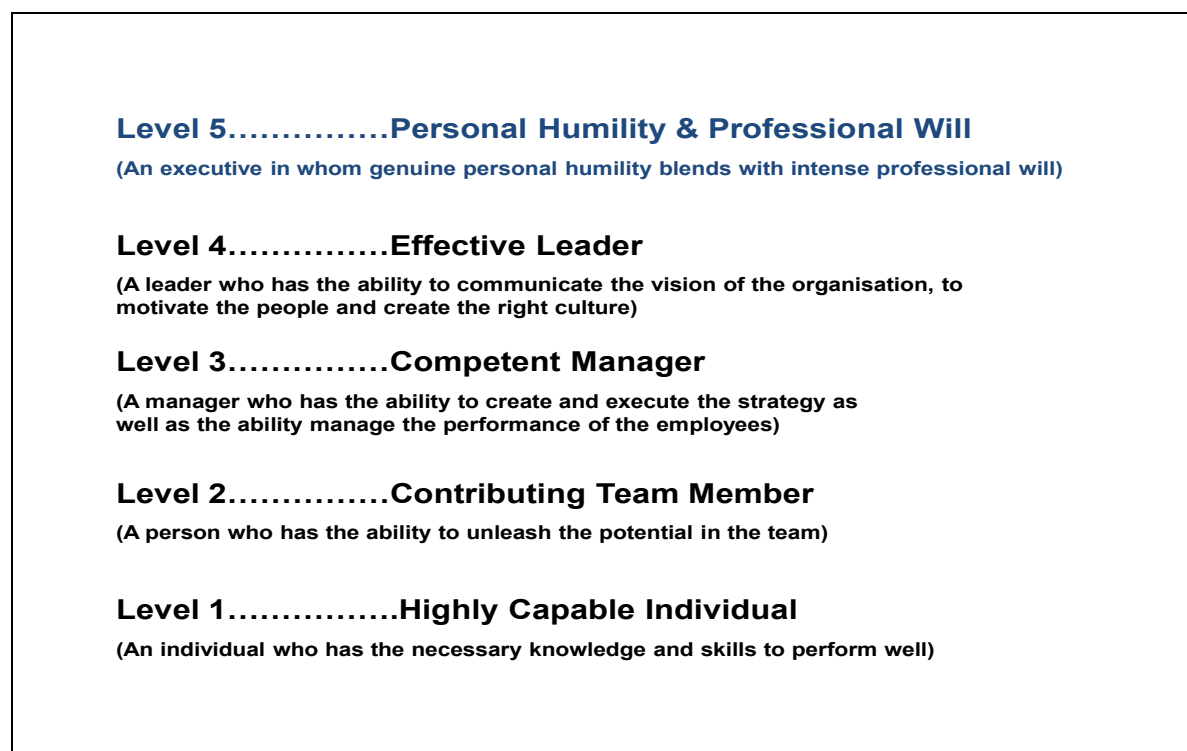 Level 5……………Personal Humility & Professional Will
(An executive in whom genuine personal humility blends with intense professional will)
Level 4……………Effective Leader
(A leader who has the ability to communicate the vision of the organisation, to
motivate the people and create the right culture)
Level 3……………Competent Manager
(A manager who has the ability to create and execute the strategy as
well as the ability manage the performance of the employees)
Level 2……………Contributing Team Member
(A person who has the ability to unleash the potential in the team)
Level 1…………….Highly Capable Individual
(An individual who has the necessary knowledge and skills to perform well)